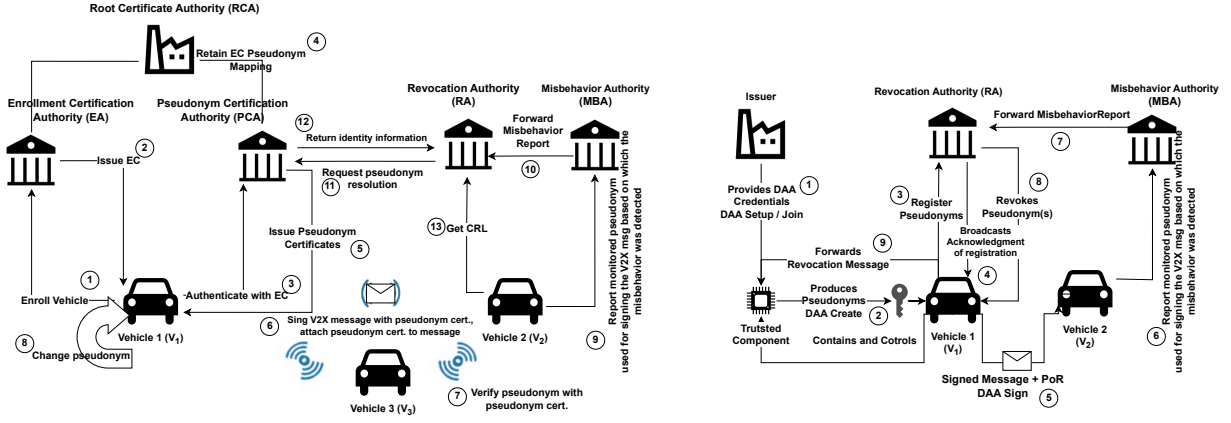 Root Certificate Authority (RCA)
4
Retain EC Pseudonym
Mapping
Enrollment Certification
Authority (EA)
Pseudonym Certification
Authority (PCA)
Revocation Authority
(RA)
Misbehavior Authority
(MBA)
12
Return identity information
Forward
Misbehavior
Report
2
Issue EC
Request pseudonym
resolution
11
10
Issue Pseudonym
Certificates
5
13
Get CRL
1
3
Enroll Vehicle
Authenticate with EC
6
Sing V2X message with pseudonym cert.,
attach pseudonym cert. to message
Vehicle 1 (V1)
Vehicle 2 (V2)
9
8
Change pseudonym
7
Verify pseudonym with
pseudonym cert.
Vehicle 3 (V3)
Report monitored pseudonym
used for signing the V2X msg based on which the
misbehavior was detected
Issuer
Revocation Authority (RA)
Misbehavior Authority
(MBA)
Forward MisbehaviorReport
7
Provides DAA
Credentials
DAA Setup / Join
1
3
Register
Pseudonyms
8
Revokes
Pseudonym(s)
Broadcasts
Acknowledgment
of registration
9
Forwards
Revocation Message
4
Produces
Pseudonyms
DAA Create
2
Trutsted
Component
Contains and Cotrols
Vehicle 1
(V1)
Vehicle 2
(V2)
6
Signed Message + PoR
DAA Sign
5
Report monitored pseudonym
used for signing the V2X msg based on which the
misbehavior was detected